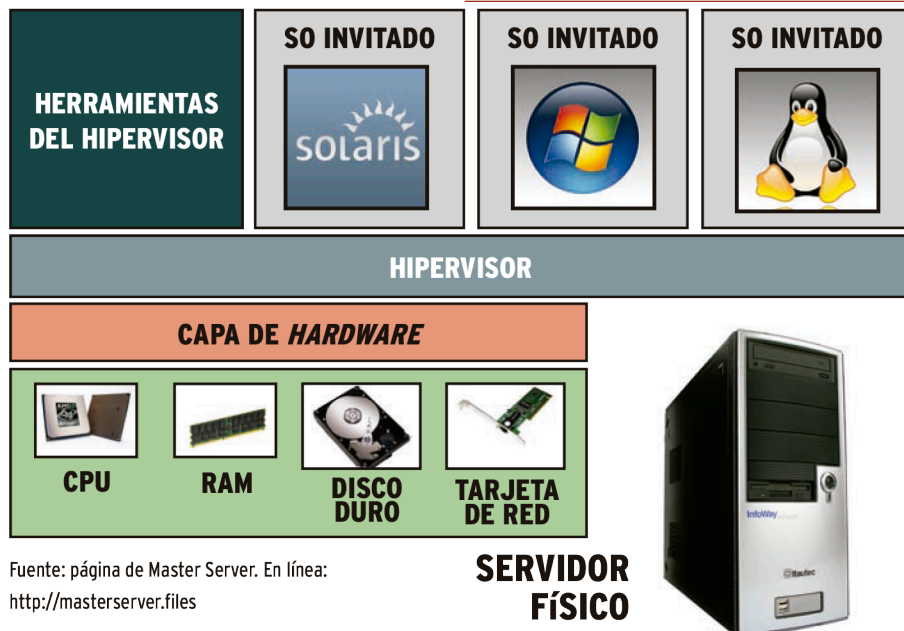 HERRAMIENTAS
DEL HIPERVISOR
SO INVITADO
solaris
SO INVITADO
SO INVITADO
HIPERVISOR
CAPA DE HARDWARE
CPU
RAM
DISCO
DURO
TARJETA
DE RED
InfoWay
Itautec
Fuente: página de Master Server. En línea:
http://masterserver.files
SERVIDOR
FíSICO